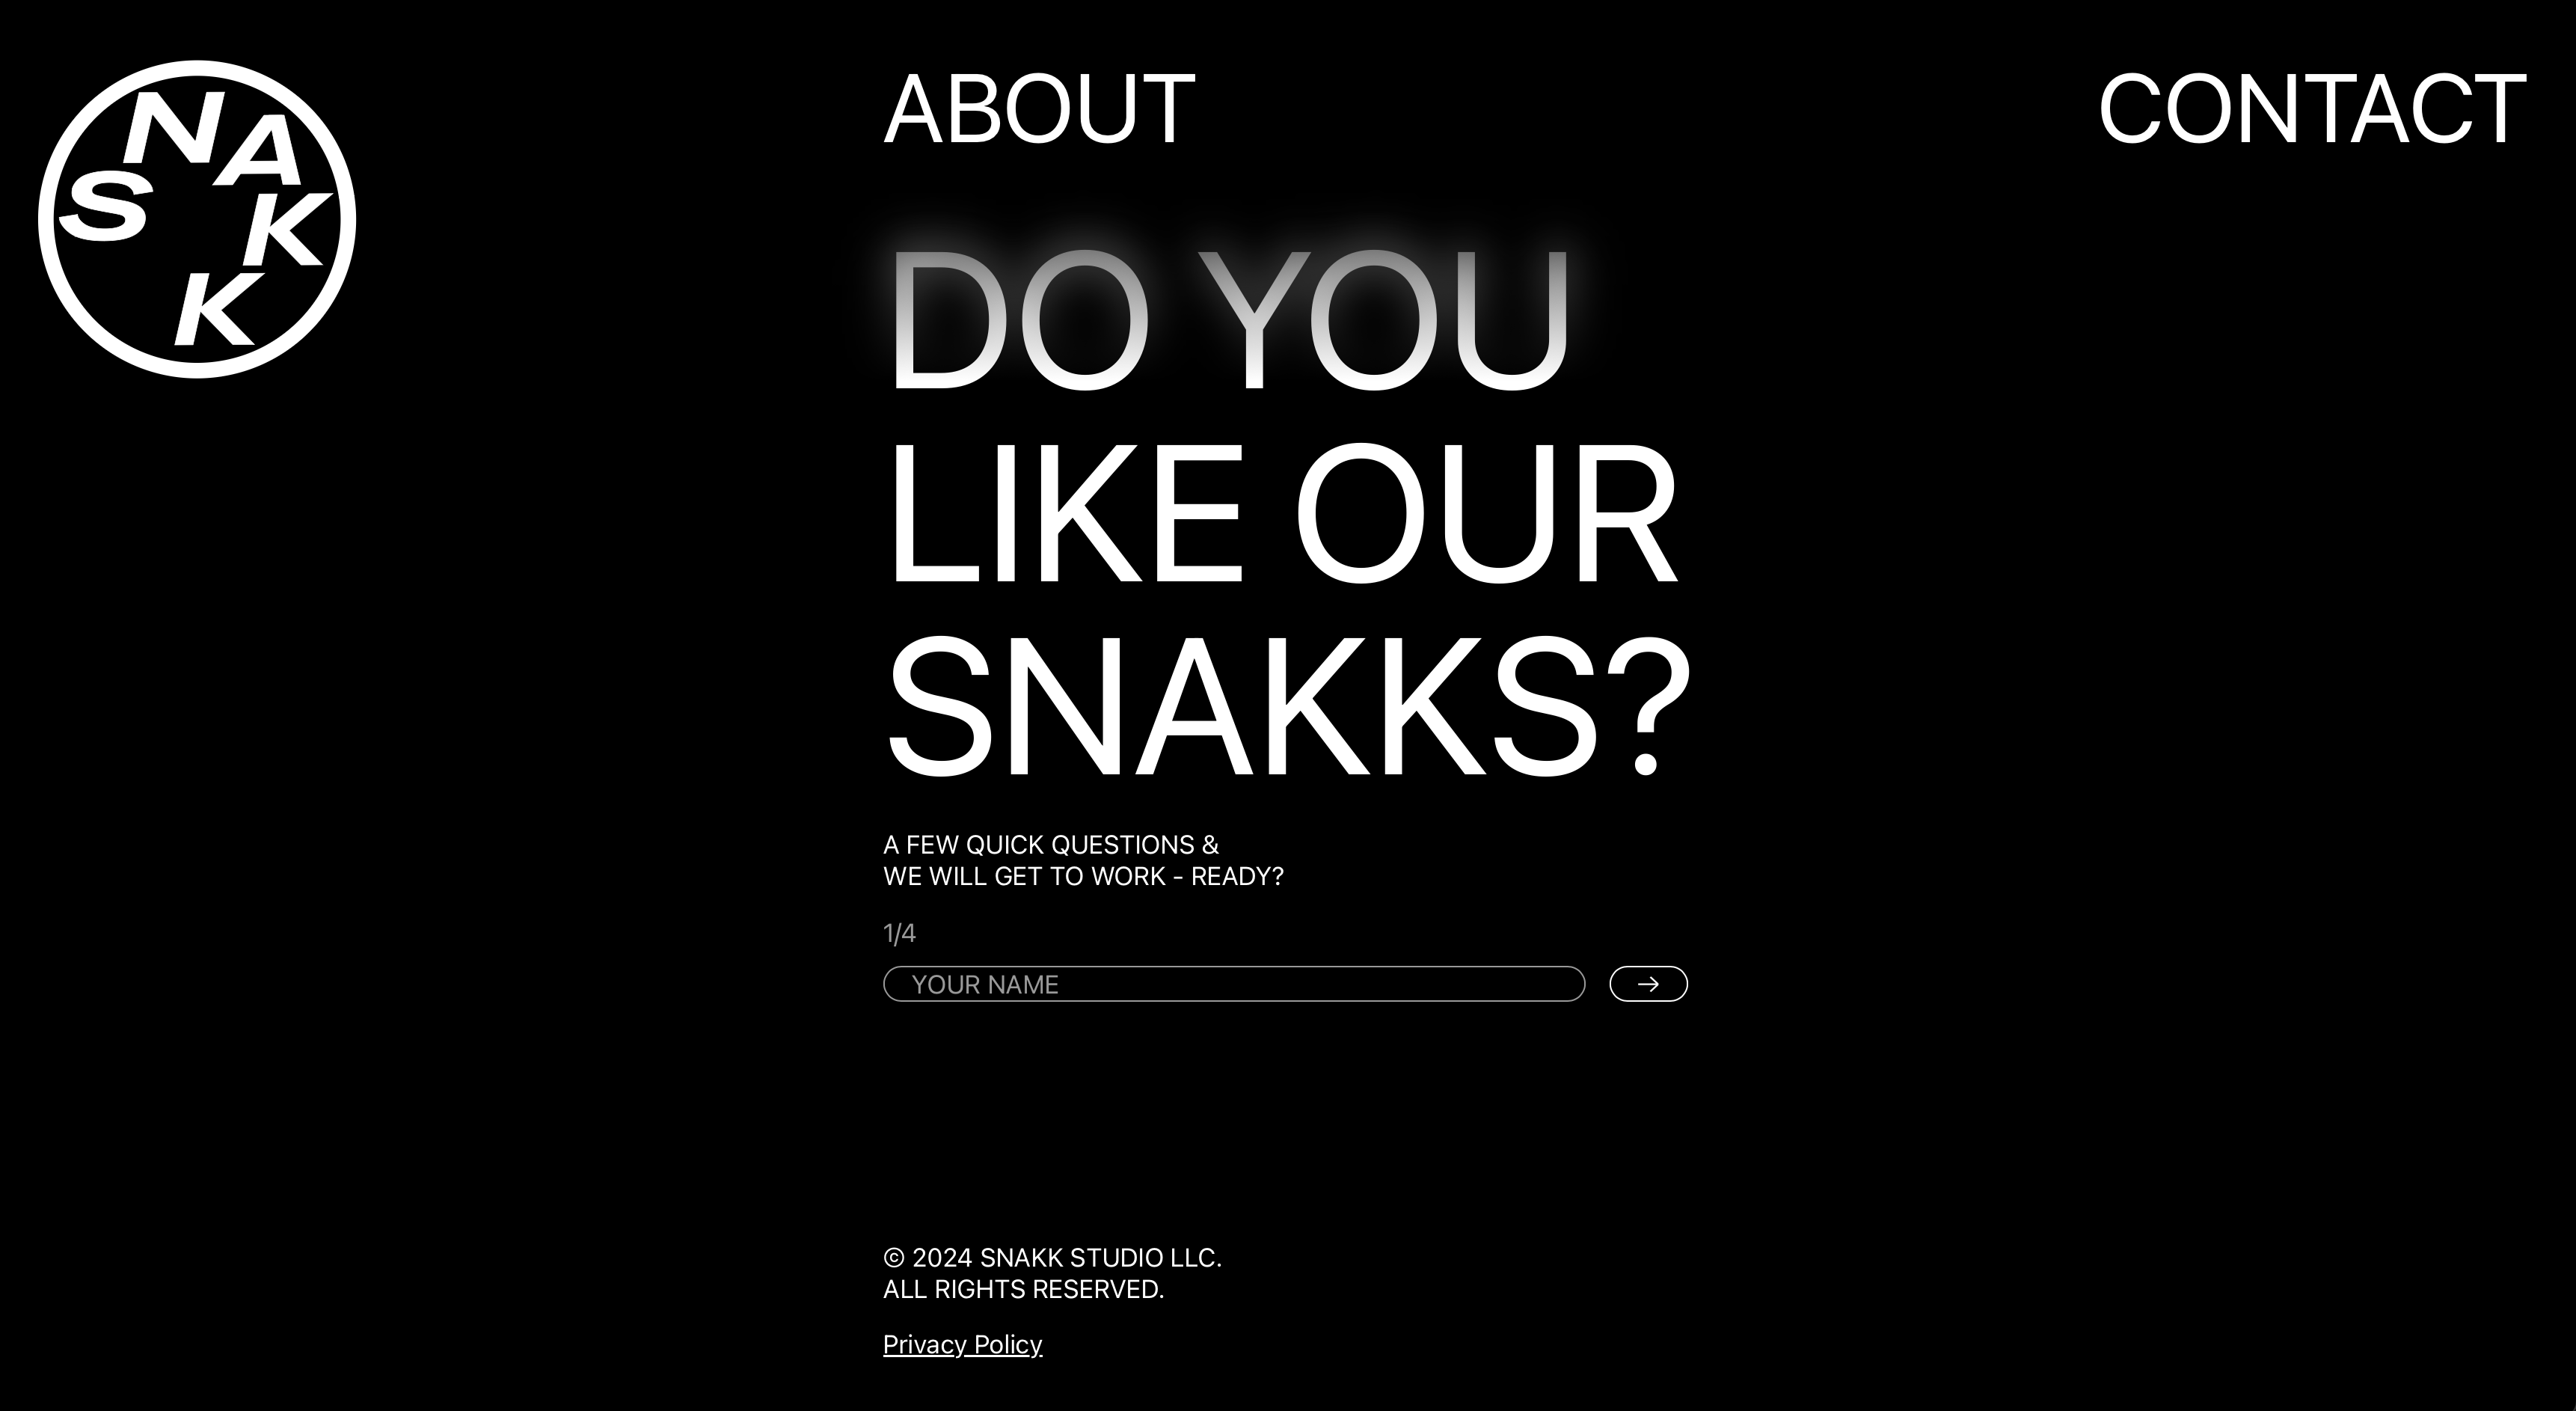 SNAKK
ABOUT
CONTACT
DO YOU
LIKE OUR
SNAKKS?
A FEW QUICK QUESTIONS &
WE WILL GET TO WORK - READY?
1/4
YOUR NAME
© 2024 SNAKK STUDIO LLC.
ALL RIGHTS RESERVED.
Privacy Policy